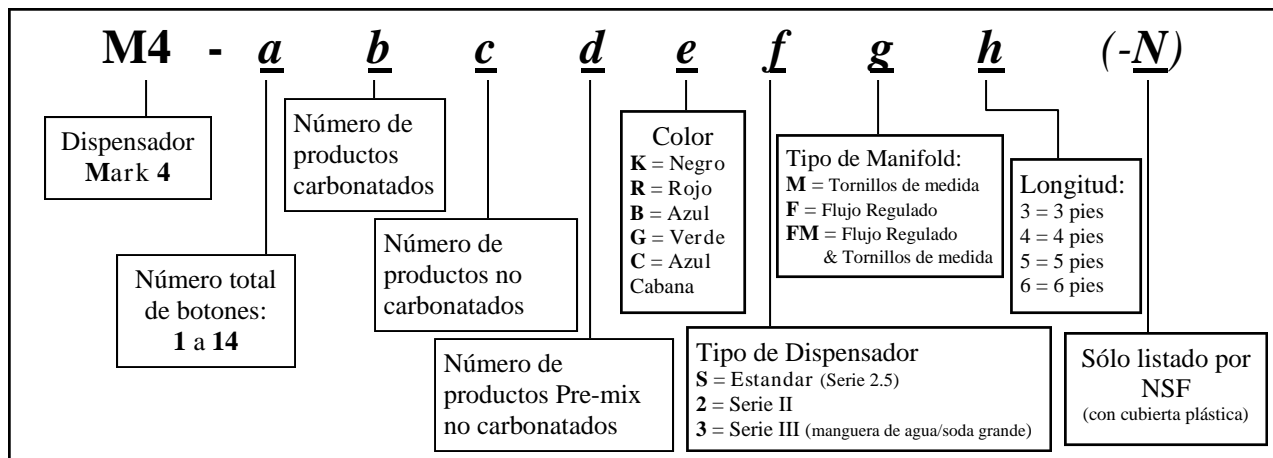 M4 - a b c d e f g h (-N)
Dispensador
Mark 4
Número total
de botones:
1 a 14
Número de
productos
carbonatados
Número de
productos no
carbonatados
Número de
productos Pre-mix
no carbonatados
Color
K = Negro
R = Rojo
B = Azul
G = Verde
C = Azul
Cabana
Tipo de Dispensador
S = Estandar (Serie 2.5)
2 = Serie II
3 = Serie III (manguera de agua/soda grande)
Tipo de Manifold:
M = Tornillos de medida
F = Flujo Regulado
FM = Flujo Regulado
& Tornillos de medida
Longitud:
3 = 3 pies
4 = 4 pies
5 = 5 pies
6 = 6 pies
Sólo listado por
NSF
(con cubierta plástica)